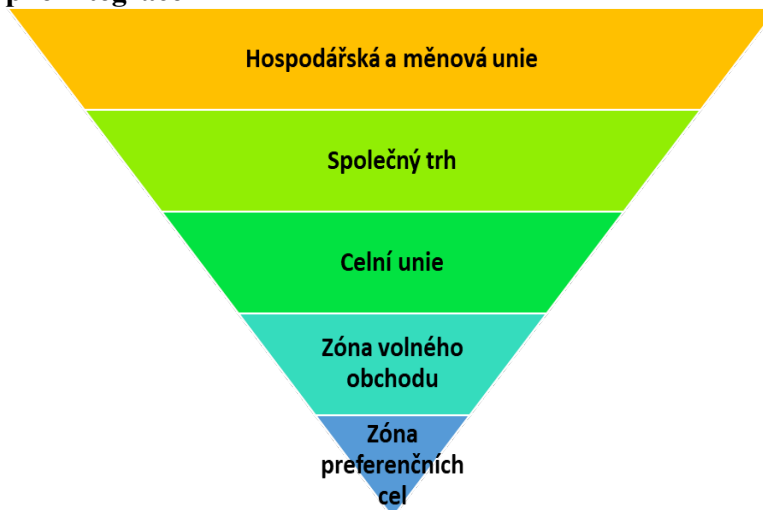 Hospodářská a měnová unie
Společný trh
Celní unie
Zóna volného
obchodu
Zóna
preferenčních
cel